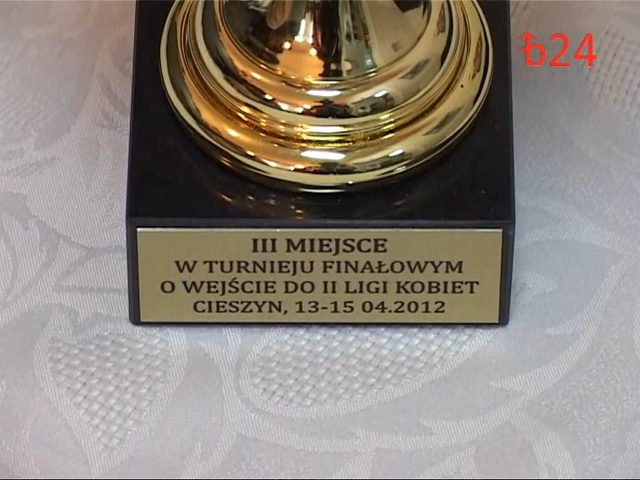 b24
III MIEJSCE
W TURNIEJU FINAŁOWYM
O WEJŚCIE DO II LIGI KOBIET
CIESZYN, 13-15 04.2012